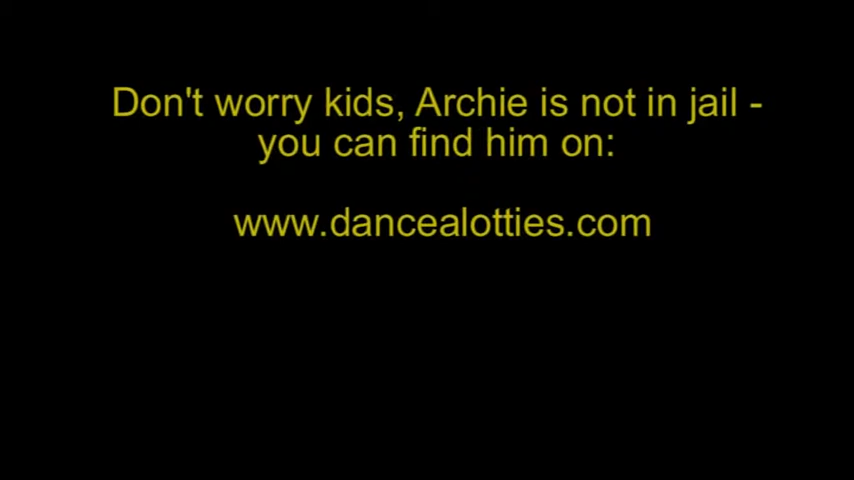 Don't worry kids, Archie is not in jail -
you can find him on:
www.dancealotties.com